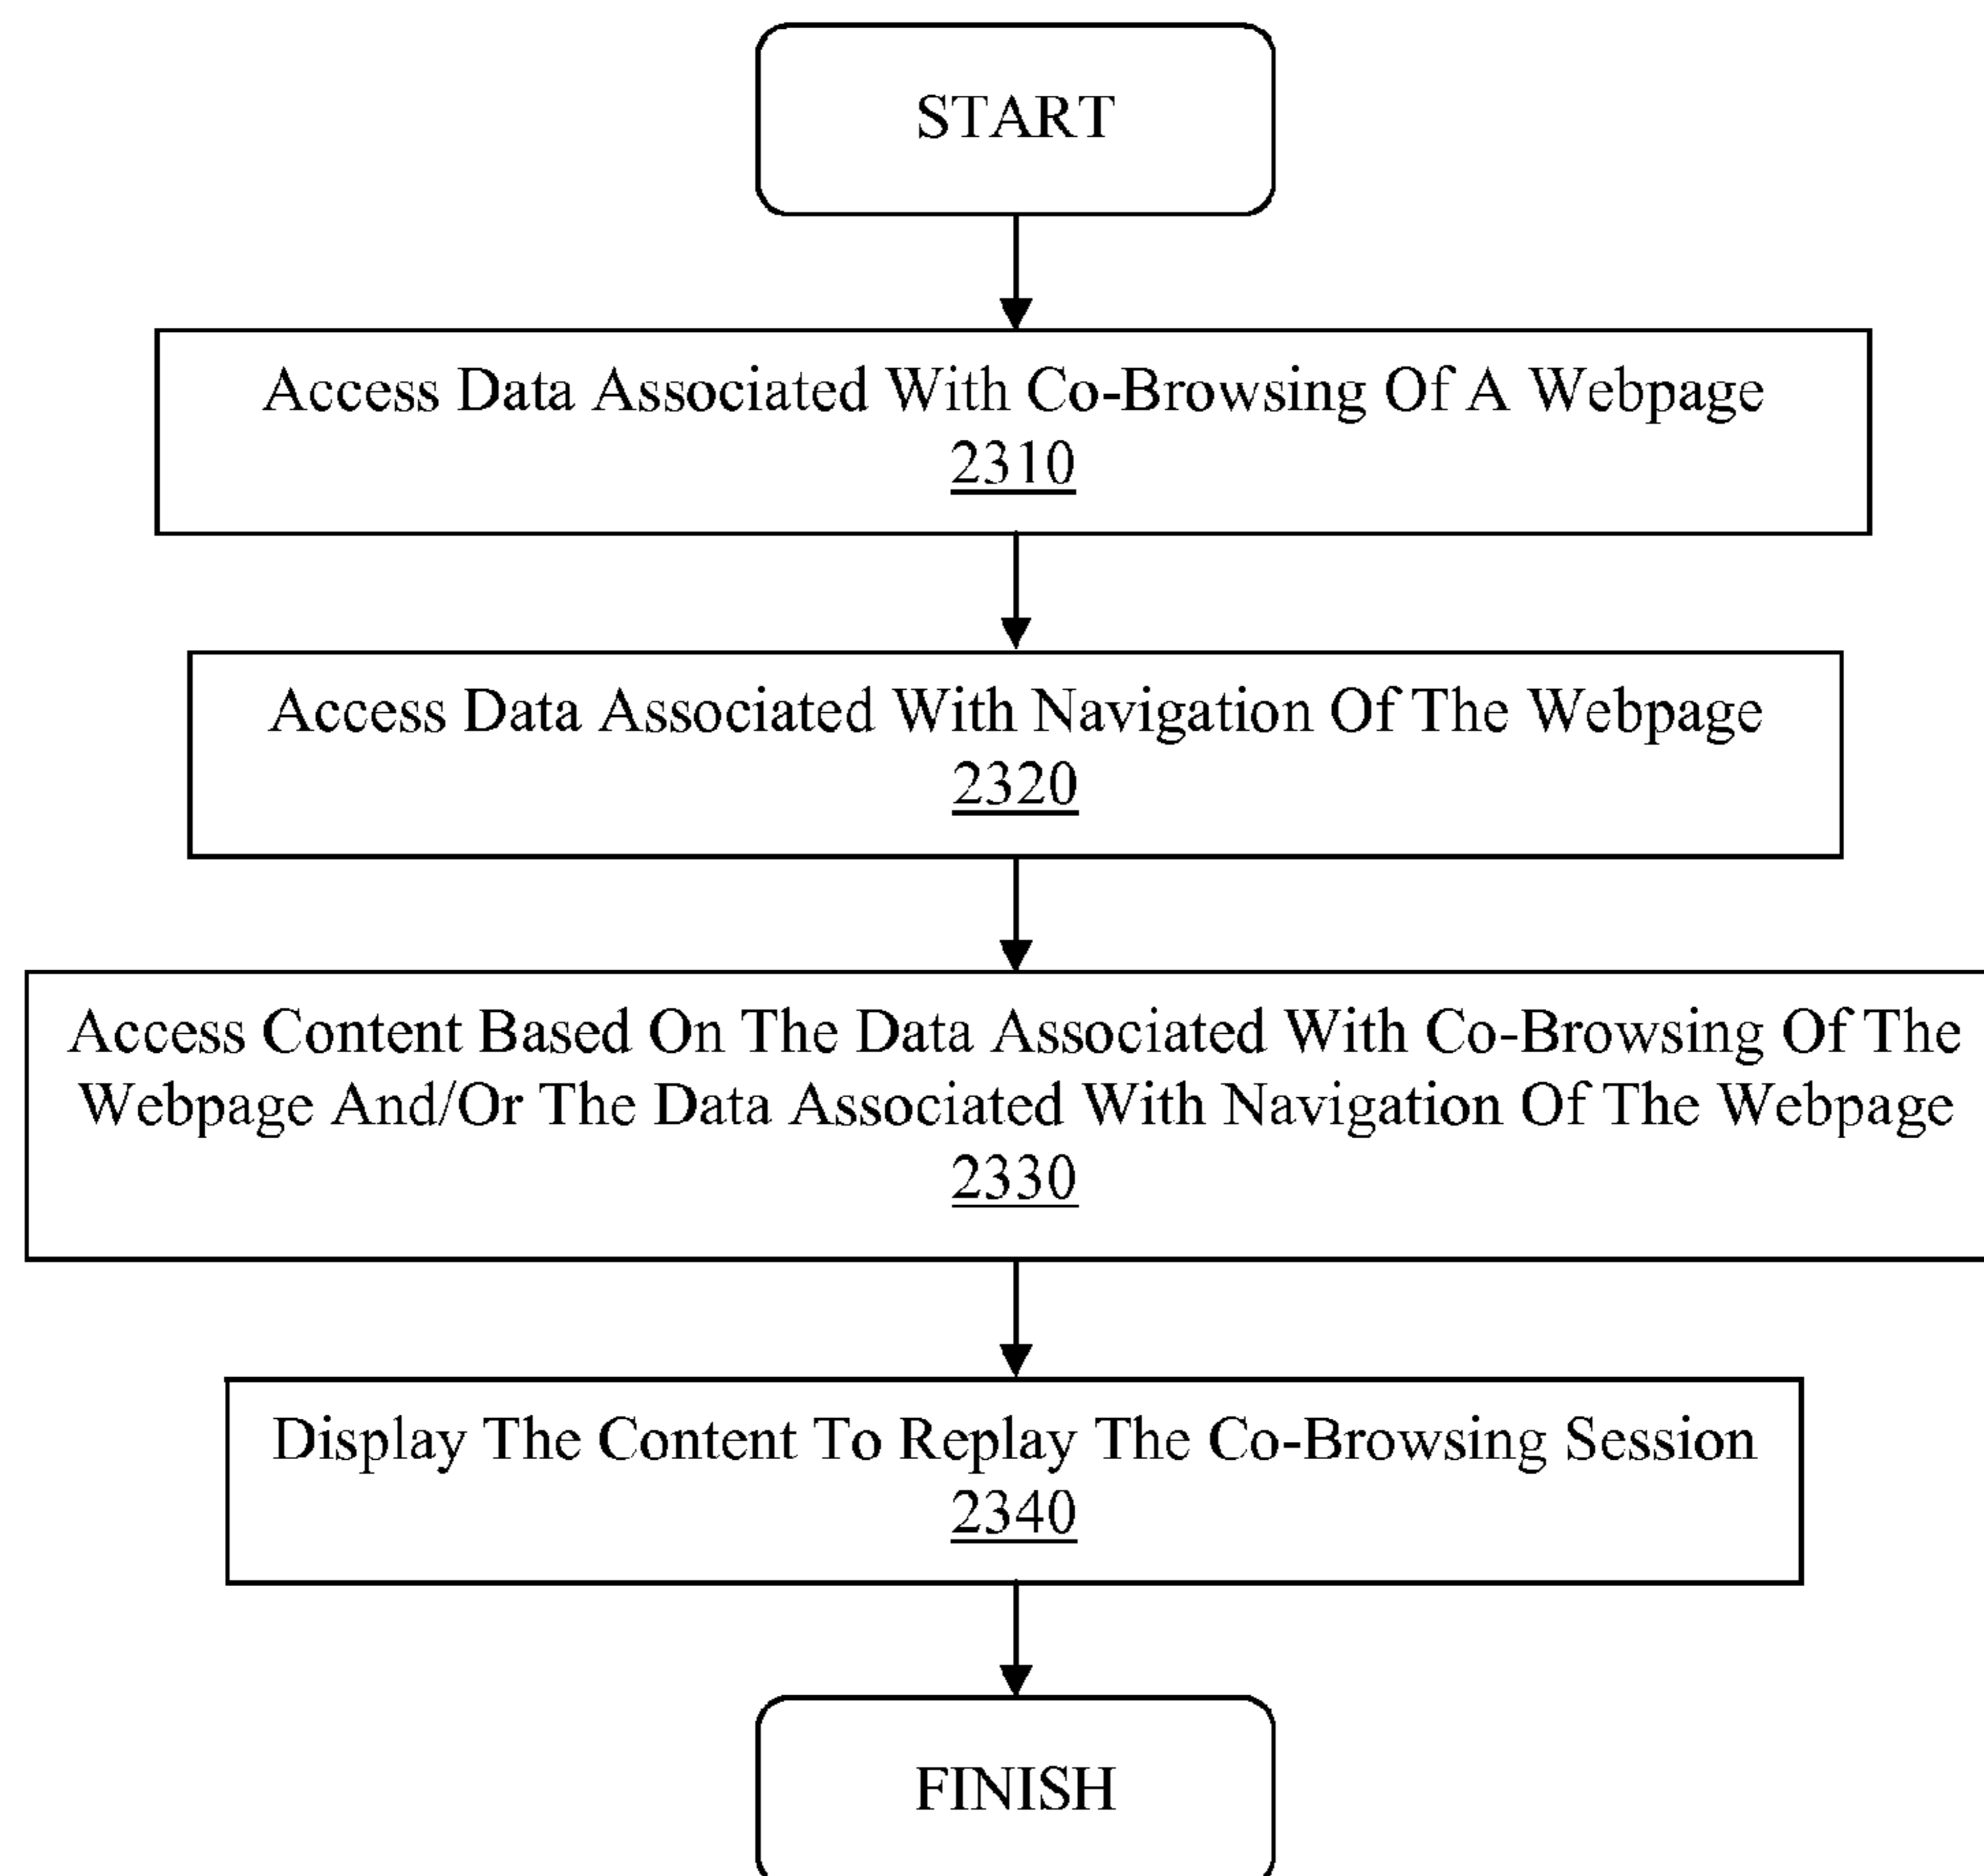 START
Access Data Associated With Co-Browsing Of A Webpage
2310
Access Data Associated With Navigation Of The Webpage
2320
Access Content Based On The Data Associated With Co-Browsing Of The
Webpage And/Or The Data Associated With Navigation Of The Webpage
2330
Display The Content To Replay The Co-Browsing Session
2340
FINISH